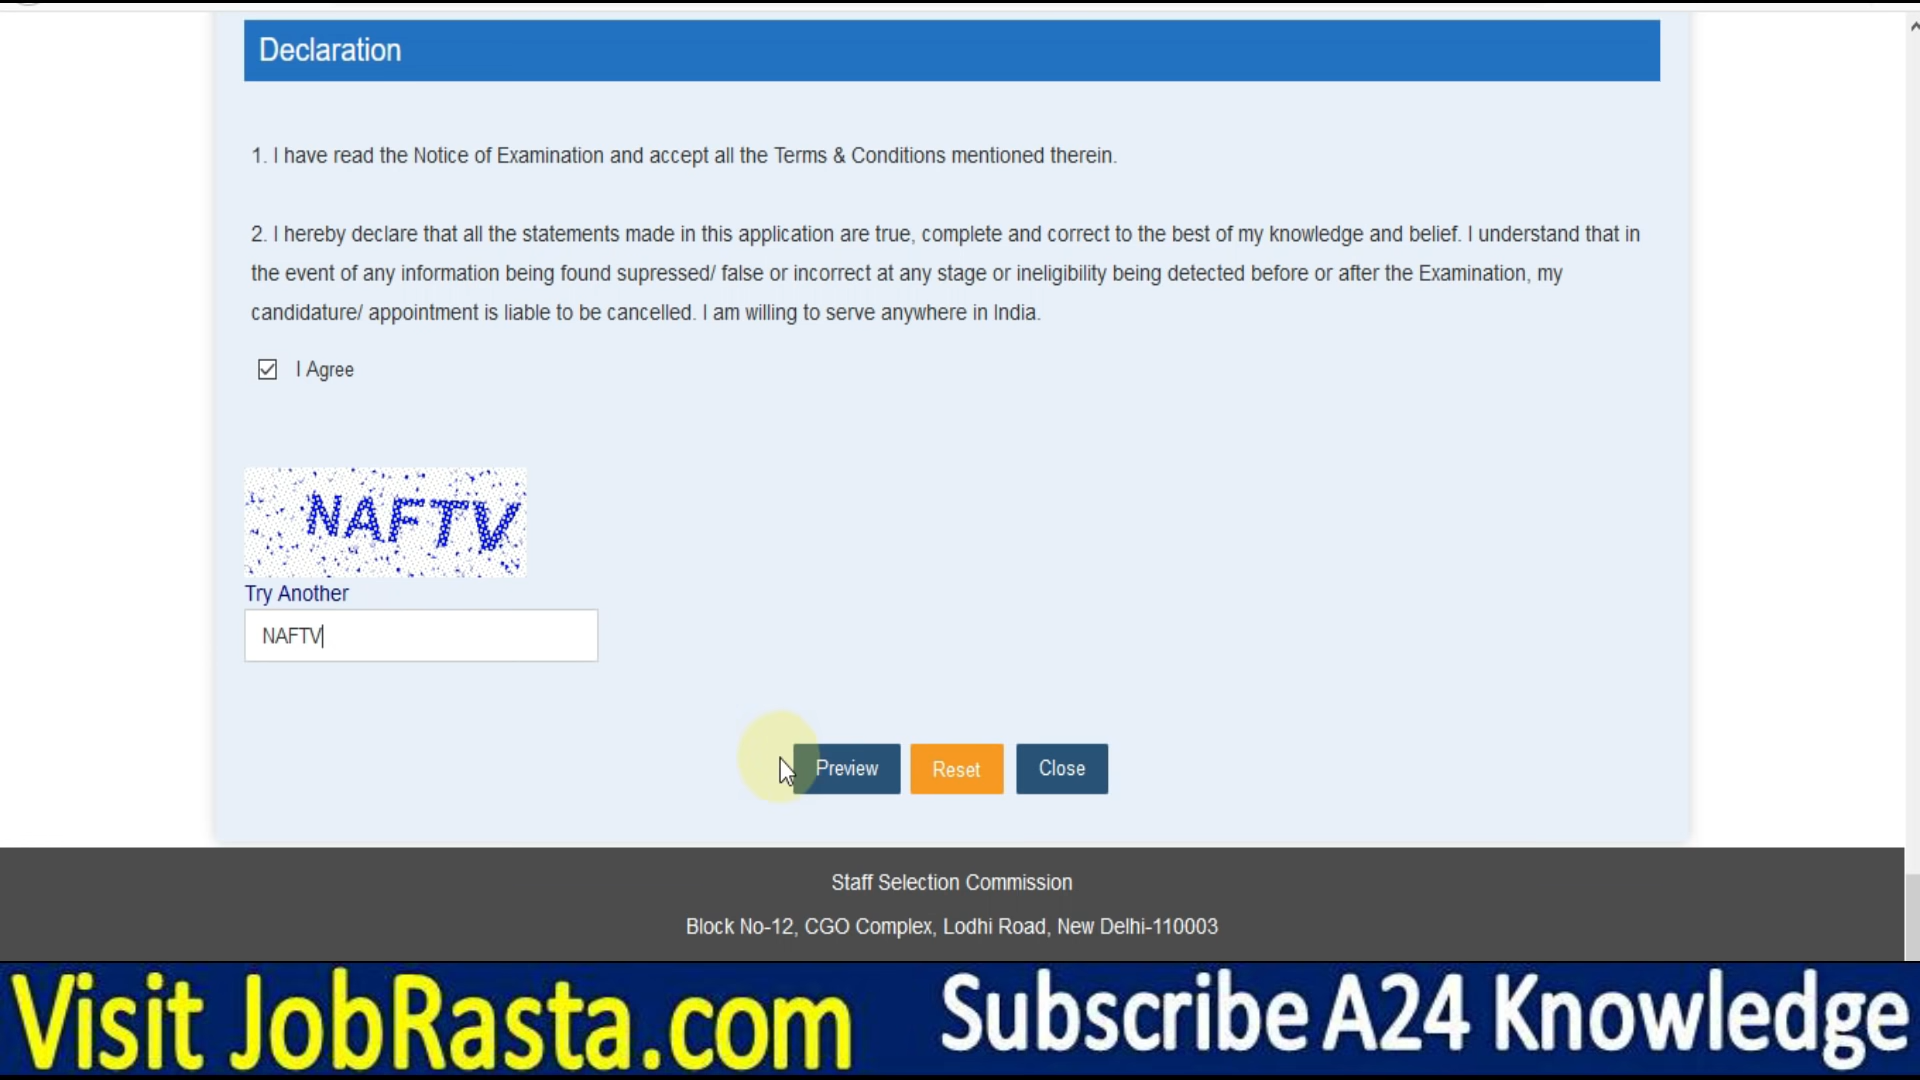 Declaration
1. I have read the Notice of Examination and accept all the Terms & Conditions mentioned therein.
2. I hereby declare that all the statements made in this application are true, complete and correct to the best of my knowledge and belief. I understand that in
the event of any information being found supressed/ false or incorrect at any stage or ineligibility being detected before or after the Examination, my
candidature/ appointment is liable to be cancelled. I am willing to serve anywhere in India.
I Agree
NAFTV
Try Another
NAFTV
Preview Reset Close
Staff Selection Commission
Block No-12, CGO Complex, Lodhi Road, New Delhi-110003
Visit JobRasta.com Subscribe A24 Knowledge